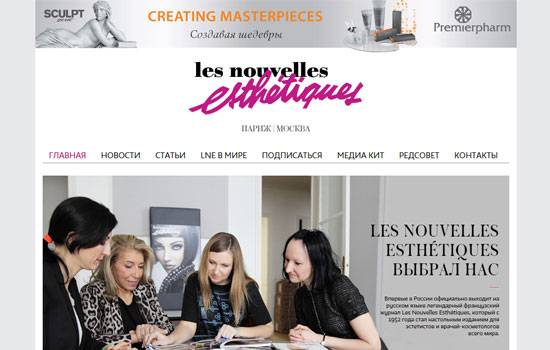 SCULPT
CREATING MASTERPIECES
Создавая шедевры
Premierpharm
les nouvelles
esthétiques
ПАРИЖ | МОСКВА
ГЛАВНАЯ НОВОСТИ СТАТЬИ LNE В МИРЕ ПОДПИСАТЬСЯ МЕДИА КИТ РЕДСОВЕТ КОНТАКТЫ
LES NOUVELLES
ESTHÉTIQUES
ВЫБРАЛ НАС
Впервые в России официально выходит на
русском языке легендарный французский
журнал Les Nouvelles Esthétiques, который с
1952 года стал настольным изданием для
эстетистов и врачей-косметологов
всего мира.